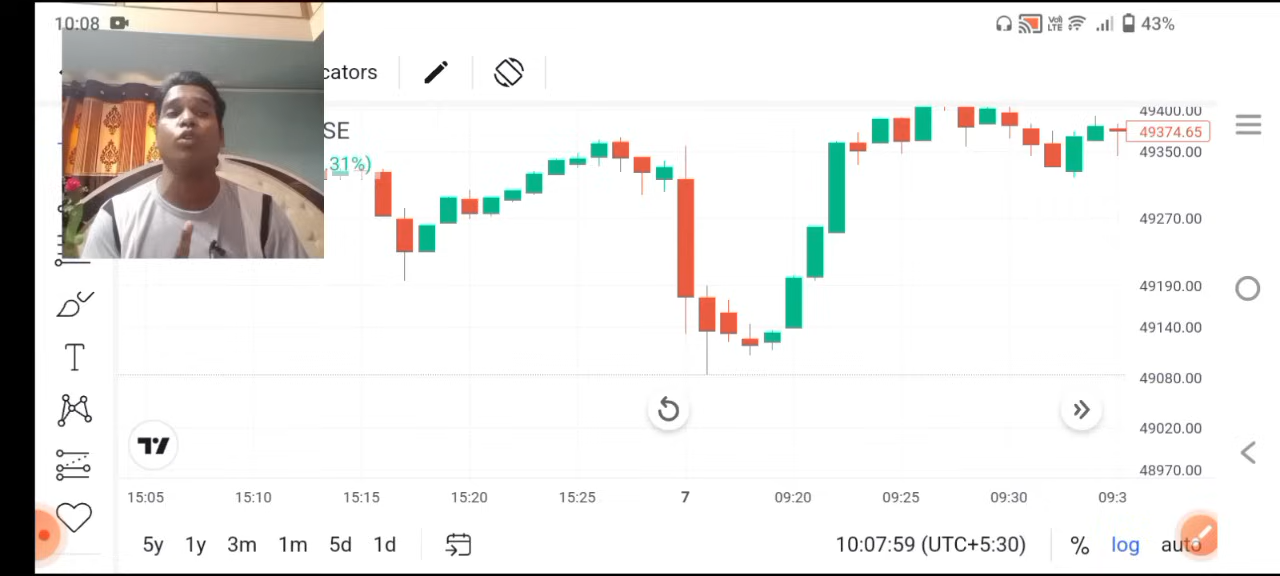 10:08
Vo)
LTE
43%
cators
SE
31%)
49400.00
49374.65
49350.00
49270.00
49190.00
49140.00
49080.00
49020.00
48970.00
T
15:05 15:10 15:15 15:20 15:25 7 09:20 09:25 09:30 09:3
5y 1y 3m 1m 5d 1d 10:07:59 (UTC+5:30) % log auto